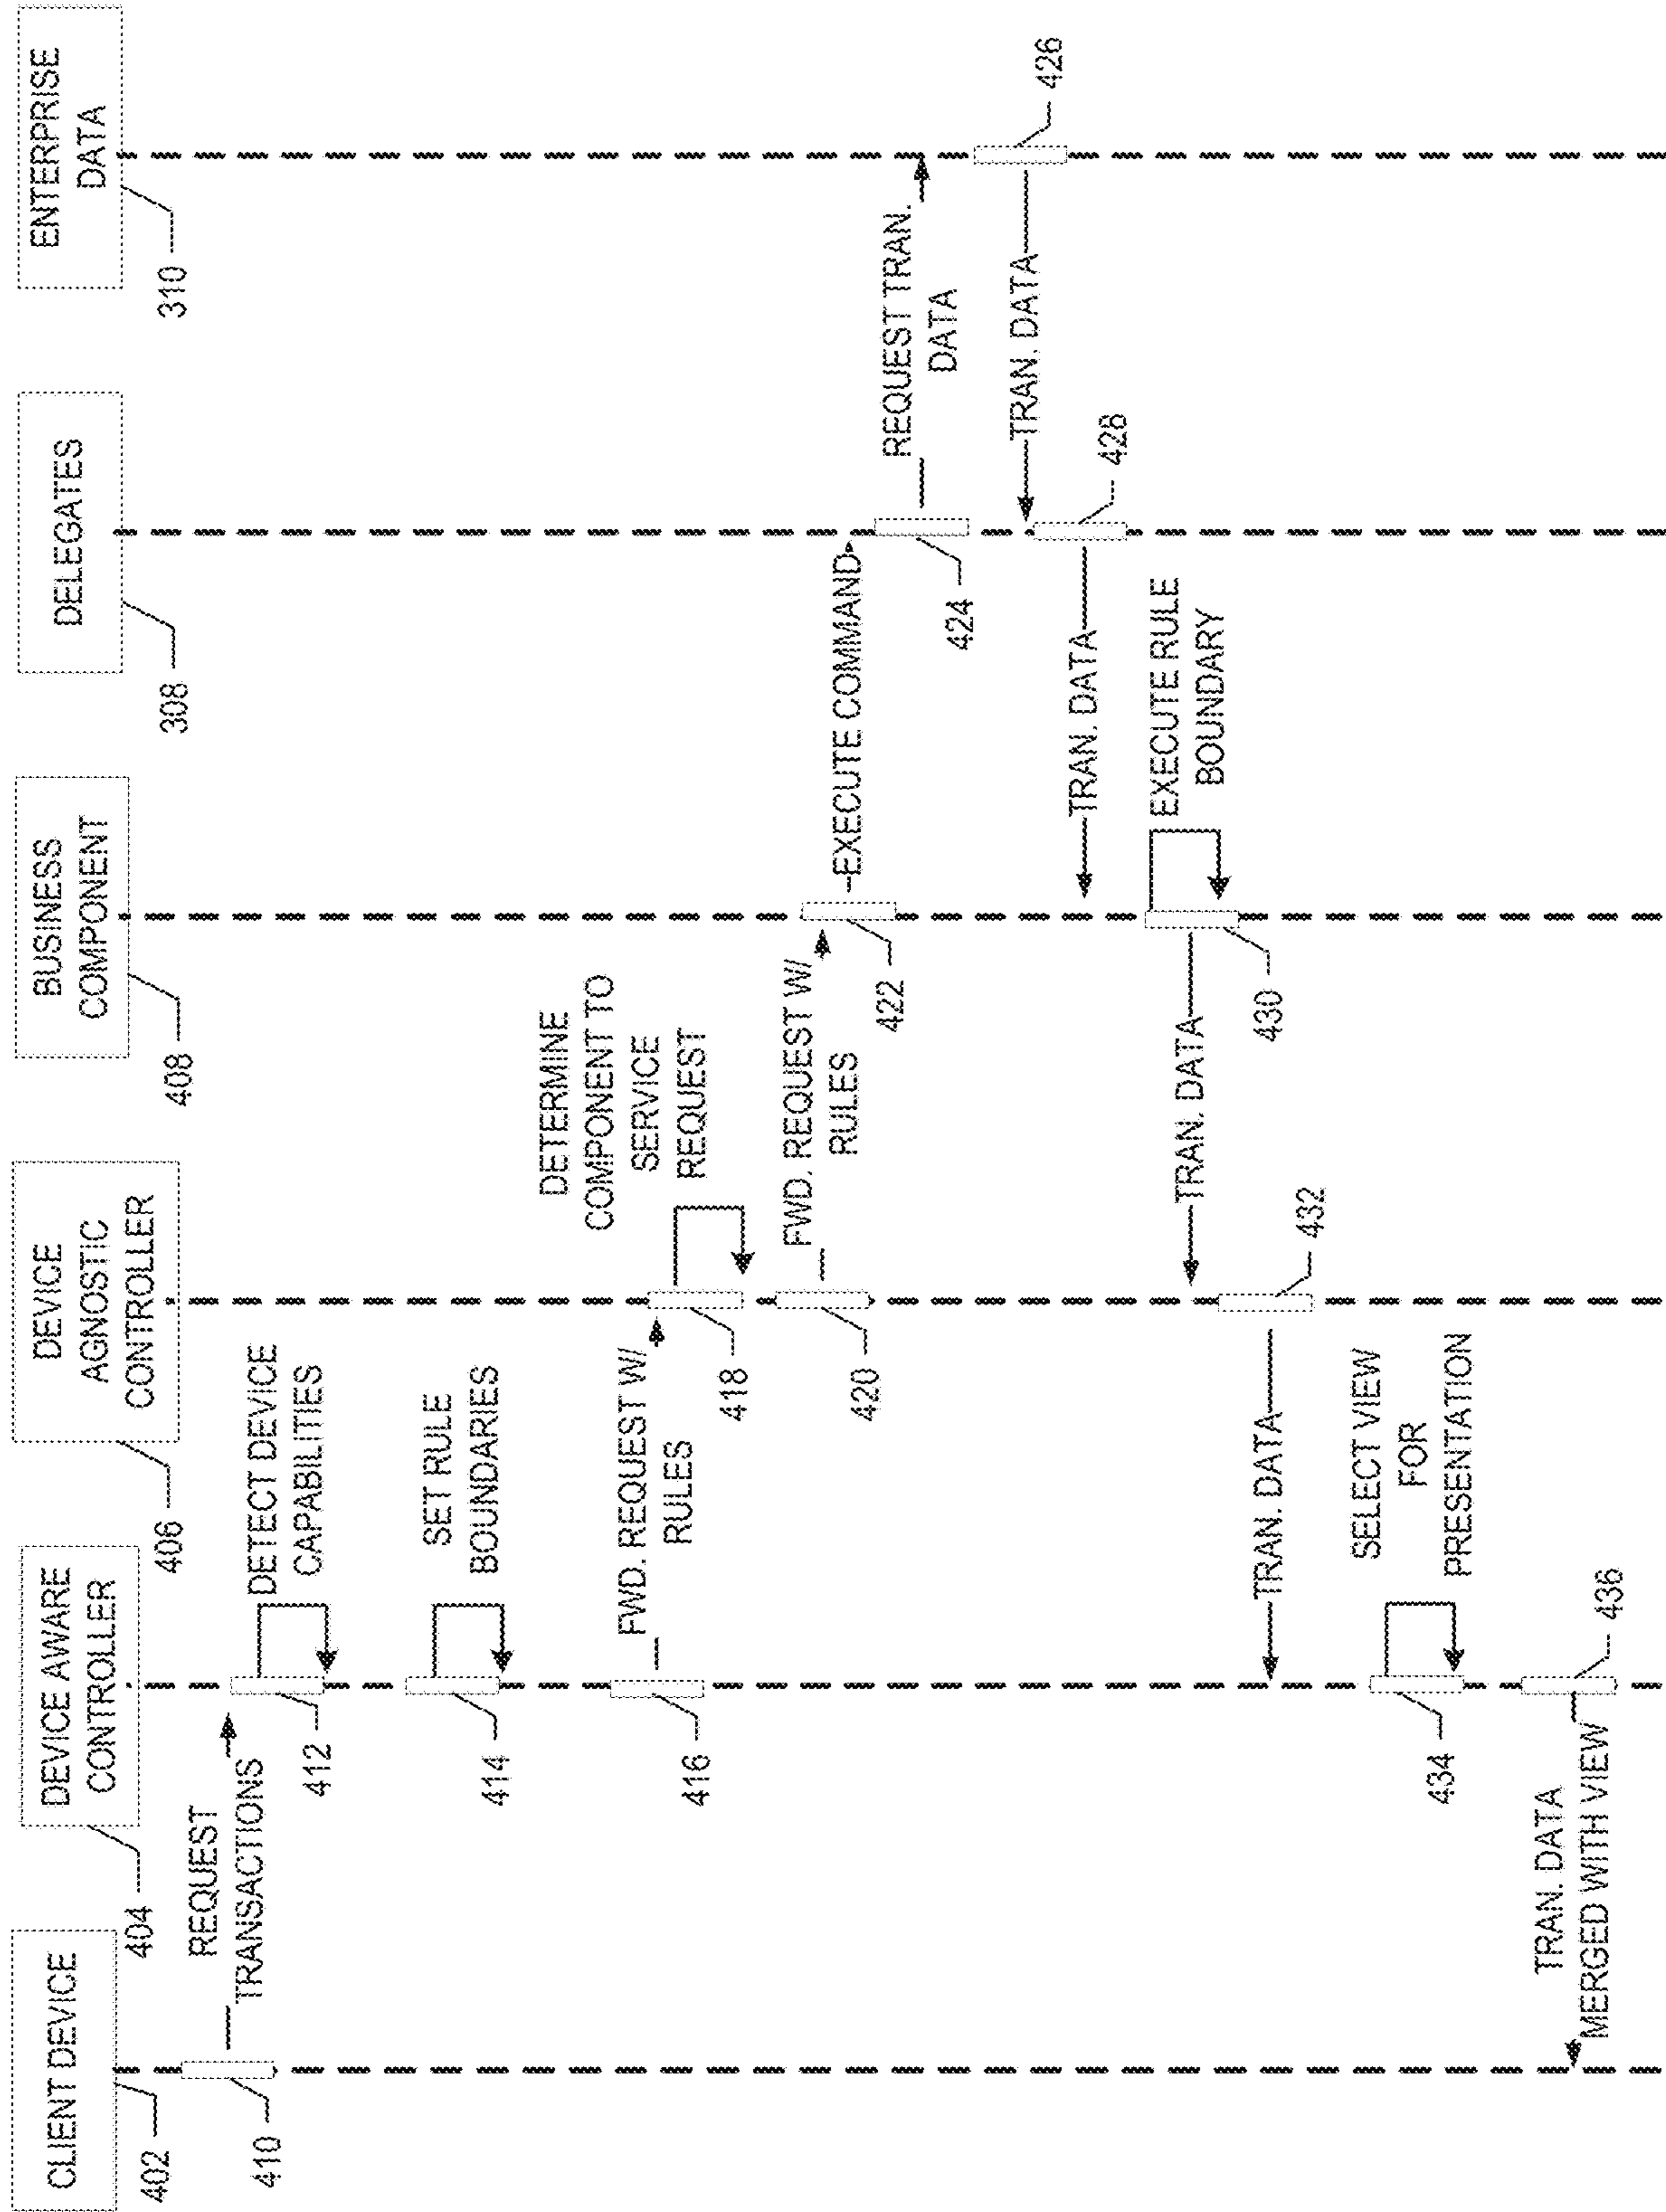 CLIENT DEVICE
402
DEVICE AWARE
CONTROLLER
404
DEVICE
AGNOSTIC
CONTROLLER
406
BUSINESS
COMPONENT
408
DELEGATES
308
ENTERPRISE
DATA
310
410
REQUEST
TRANSACTIONS
412
DETECT DEVICE
CAPABILITIES
414
SET RULE
BOUNDARIES
416
FWD. REQUEST W/
RULES
418
DETERMINE
COMPONENT TO
SERVICE
REQUEST
420
FWD. REQUEST W/
RULES
422
EXECUTE COMMAND
424
REQUEST TRAN.
DATA
426
TRAN. DATA
428
TRAN. DATA
430
EXECUTE RULE
BOUNDARY
TRAN. DATA
432
TRAN. DATA
434
SELECT VIEW
FOR
PRESENTATION
436
TRAN. DATA
MERGED WITH VIEW